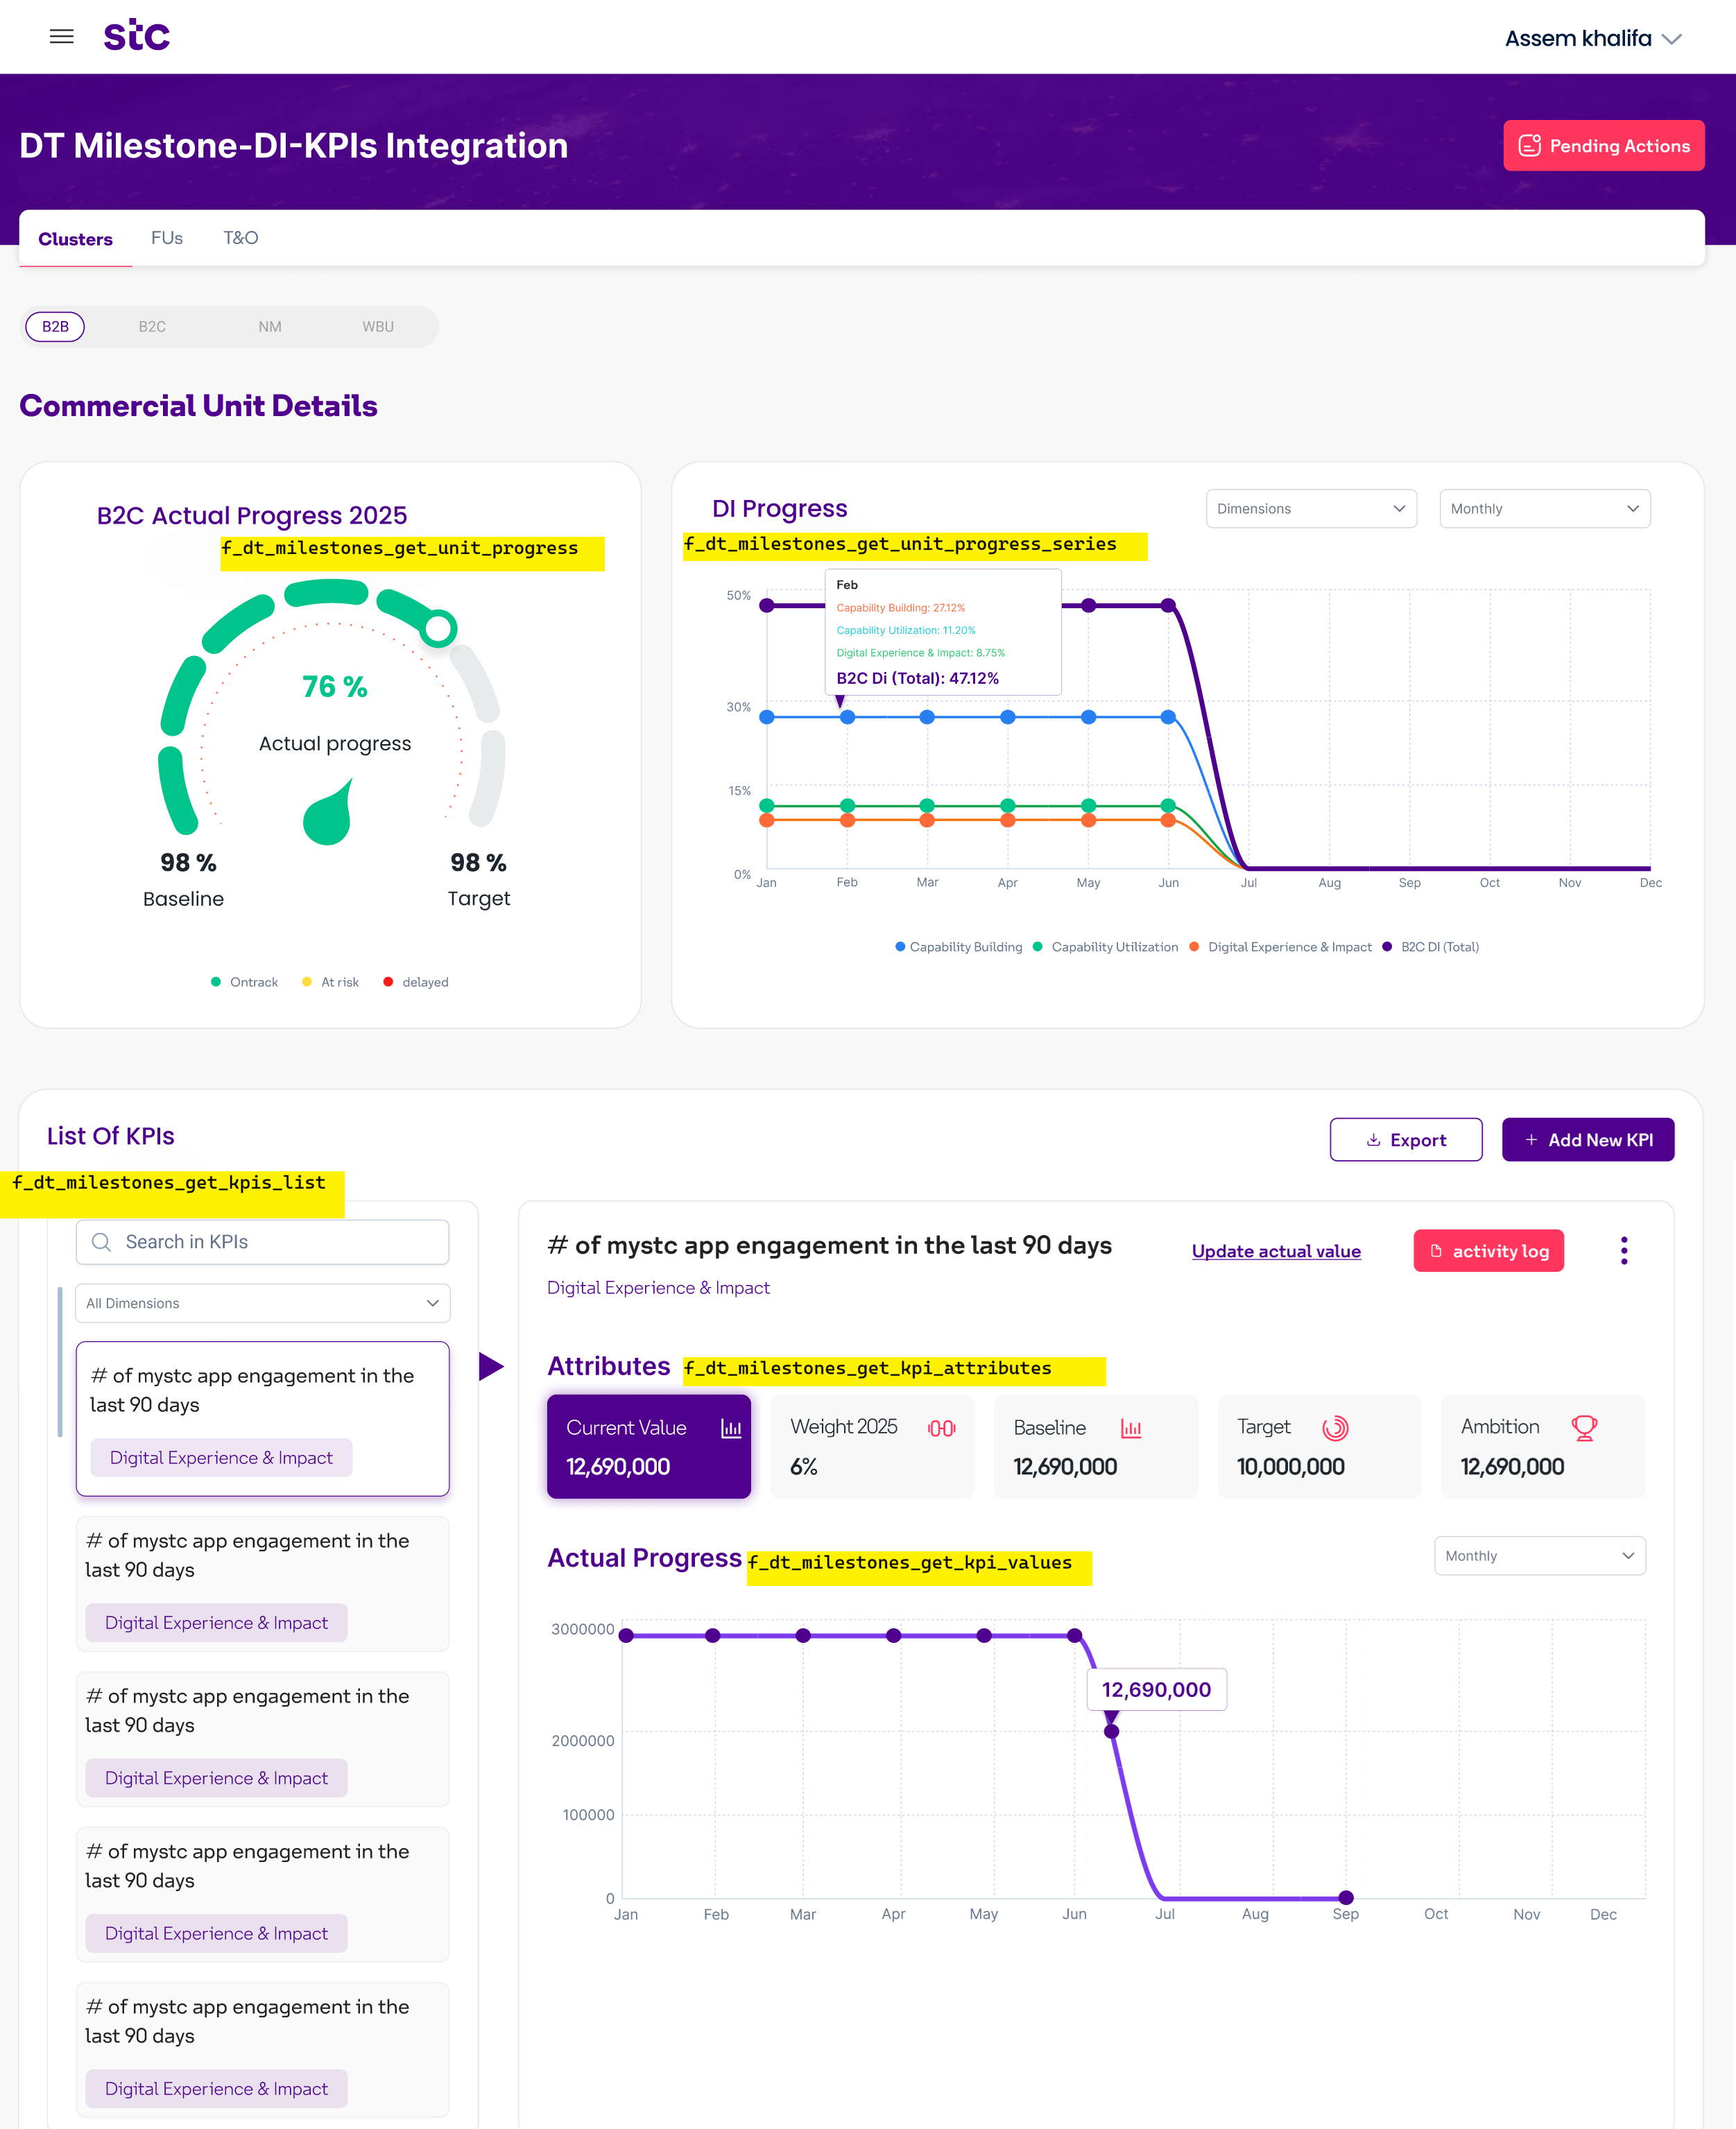 stc
Assem khalifa
DT Milestone-DI-KPIs Integration
Pending Actions
Clusters
FUs
T&O
B2B
B2C
NM
WBU
Commercial Unit Details
B2C Actual Progress 2025
f_dt_milestones_get_unit_progress
76 %
Actual progress
98 %
Baseline
98 %
Target
Ontrack
At risk
delayed
DI Progress
Dimensions
Monthly
f_dt_milestones_get_unit_progress_series
Feb
Capability Building: 27.12%
Capability Utilization: 11.20%
Digital Experience & Impact: 8.75%
B2C Di (Total): 47.12%
50%
30%
15%
0%
Jan
Feb
Mar
Apr
May
Jun
Jul
Aug
Sep
Oct
Nov
Dec
Capability Building
Capability Utilization
Digital Experience & Impact
B2C DI (Total)
List Of KPIs
Export
+ Add New KPI
f_dt_milestones_get_kpis_list
Search in KPIs
All Dimensions
# of mystc app engagement in the
last 90 days
Digital Experience & Impact
# of mystc app engagement in the
last 90 days
Digital Experience & Impact
# of mystc app engagement in the
last 90 days
Digital Experience & Impact
# of mystc app engagement in the
last 90 days
Digital Experience & Impact
# of mystc app engagement in the
last 90 days
Digital Experience & Impact
# of mystc app engagement in the last 90 days
Update actual value
activity log
Digital Experience & Impact
Attributes
f_dt_milestones_get_kpi_attributes
Current Value
12,690,000
Weight 2025
6%
Baseline
12,690,000
Target
10,000,000
Ambition
12,690,000
Actual Progress
f_dt_milestones_get_kpi_values
Monthly
3000000
2000000
100000
0
12,690,000
Jan
Feb
Mar
Apr
May
Jun
Jul
Aug
Sep
Oct
Nov
Dec